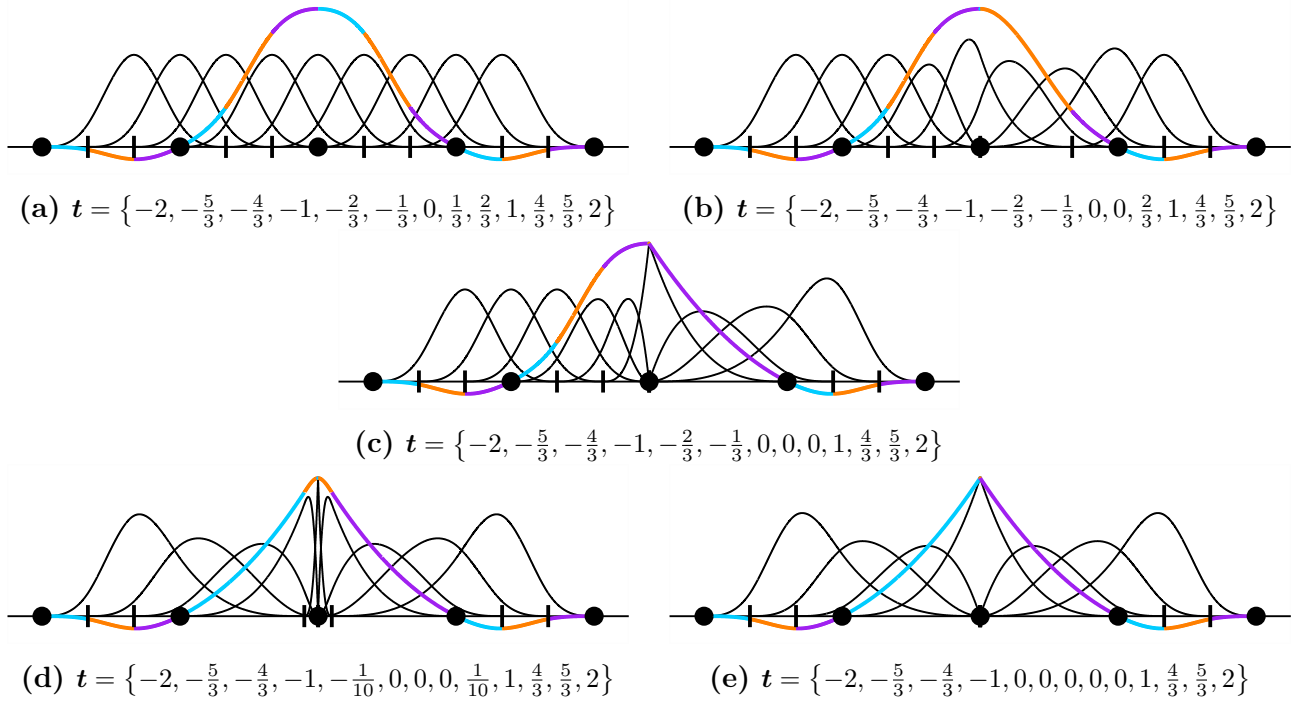 (a) t = {−2, −5/3, −4/3, −1, −2/3, −1/3, 0, 1/3, 2/3, 1, 4/3, 5/3, 2}
(b) t = {−2, −5/3, −4/3, −1, −2/3, −1/3, 0, 0, 2/3, 1, 4/3, 5/3, 2}
(c) t = {−2, −5/3, −4/3, −1, −2/3, −1/3, 0, 0, 0, 1, 4/3, 5/3, 2}
(d) t = {−2, −5/3, −4/3, −1, −1/10, 0, 0, 0, 1/10, 1, 4/3, 5/3, 2}
(e) t = {−2, −5/3, −4/3, −1, 0, 0, 0, 0, 0, 1, 4/3, 5/3, 2}